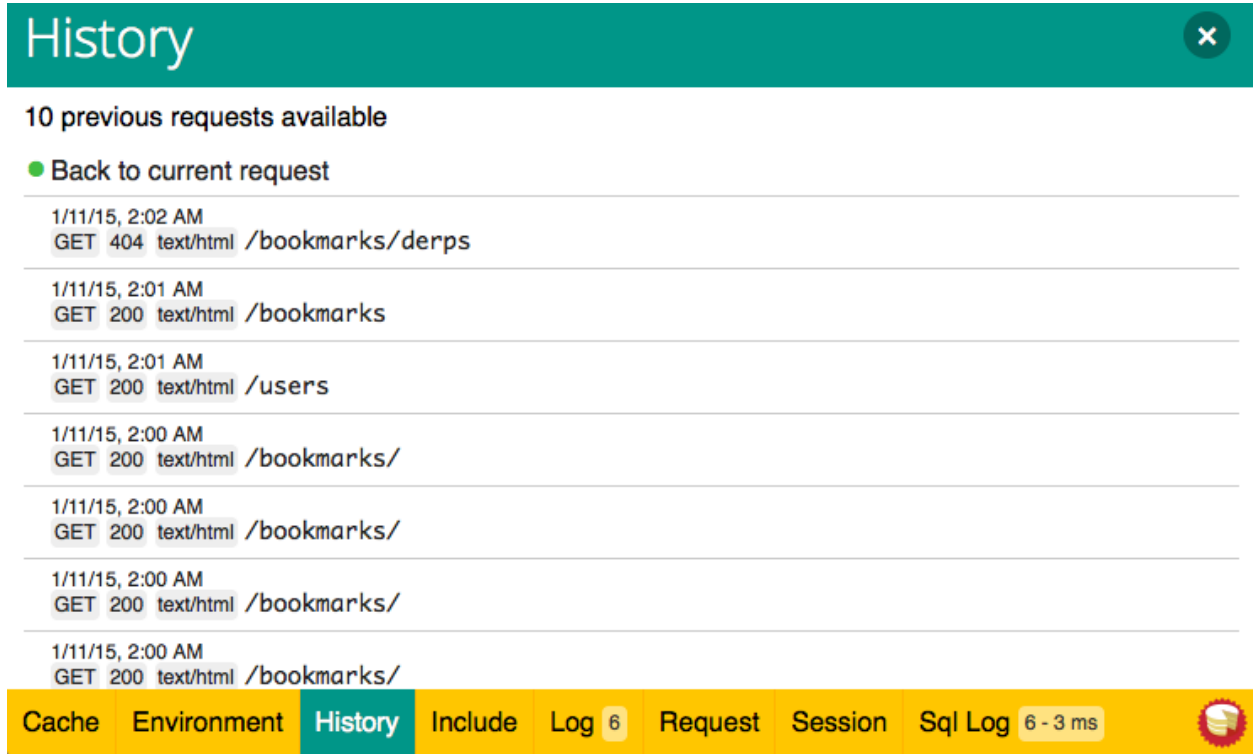 History
10 previous requests available
Back to current request
1/11/15, 2:02 AM
GET 404 text/html /bookmarks/derps
1/11/15, 2:01 AM
GET 200 text/html /bookmarks
1/11/15, 2:01 AM
GET 200 text/html /users
1/11/15, 2:00 AM
GET 200 text/html /bookmarks/
1/11/15, 2:00 AM
GET 200 text/html /bookmarks/
1/11/15, 2:00 AM
GET 200 text/html /bookmarks/
1/11/15, 2:00 AM
GET 200 text/html /bookmarks/
Cache Environment History Include Log 6 Request Session Sql Log 6 - 3 ms